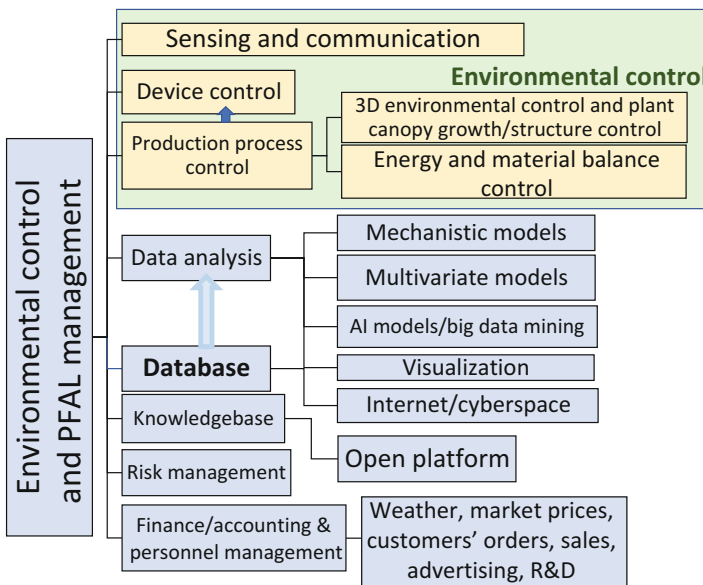 Environmental control
and PFAL management
Sensing and communication
Environmental control
Device control
Production process
control
3D environmental control and plant
canopy growth/structure control
Energy and material balance
control
Data analysis
Mechanistic models
Multivariate models
AI models/big data mining
Database
Visualization
Internet/cyberspace
Knowledgebase
Open platform
Risk management
Finance/accounting &
personnel management
Weather, market prices,
customers’ orders, sales,
advertising, R&D